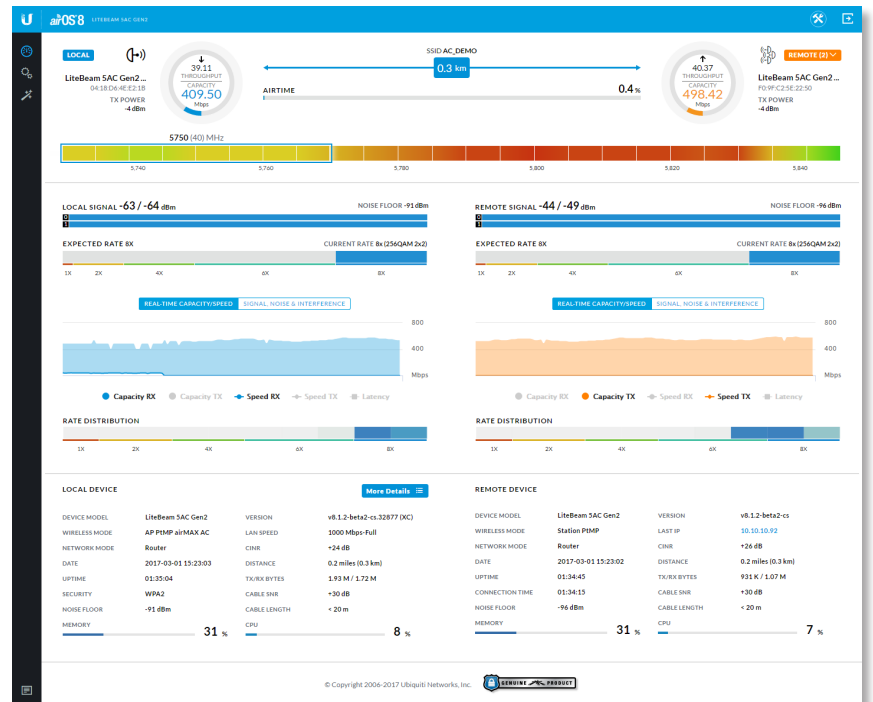 airOS 8 LITEBEAM 5AC GEN2
LOCAL
LiteBeam 5AC Gen2...
04:18:D6:4E:E2:1B
TX POWER
-4 dBm
39.11
THROUGHPUT
CAPACITY
409.50
Mbps
SSID AC_DEMO
0.3 km
AIRTIME 0.4 %
40.37
THROUGHPUT
CAPACITY
498.42
Mbps
REMOTE (2)
LiteBeam 5AC Gen2...
F0:9F:C2:5E:22:50
TX POWER
-4 dBm
5750 (40) MHz
5,740 5,760 5,780 5,800 5,820 5,840
LOCAL SIGNAL -63 / -64 dBm NOISE FLOOR -91 dBm
0
1
EXPECTED RATE 8X CURRENT RATE 8x (256QAM 2x2)
1X 2X 4X 6X 8X
REAL-TIME CAPACITY/SPEED SIGNAL, NOISE & INTERFERENCE
800
400
Mbps
Capacity RX Capacity TX Speed RX Speed TX Latency
RATE DISTRIBUTION
1X 2X 4X 6X 8X
REMOTE SIGNAL -44 / -49 dBm NOISE FLOOR -96 dBm
0
1
EXPECTED RATE 8X CURRENT RATE 8x (256QAM 2x2)
1X 2X 4X 6X 8X
REAL-TIME CAPACITY/SPEED SIGNAL, NOISE & INTERFERENCE
800
400
Mbps
Capacity RX Capacity TX Speed RX Speed TX Latency
RATE DISTRIBUTION
1X 2X 4X 6X 8X
LOCAL DEVICE More Details
DEVICE MODEL LiteBeam 5AC Gen2 VERSION v8.1.2-beta2-cs.32877 (XC)
WIRELESS MODE AP PtMP airMAX AC LAN SPEED 1000 Mbps-Full
NETWORK MODE Router CINR +24 dB
DATE 2017-03-01 15:23:03 DISTANCE 0.2 miles (0.3 km)
UPTIME 01:35:04 TX/RX BYTES 1.93 M / 1.72 M
SECURITY WPA2 CABLE SNR +30 dB
NOISE FLOOR -91 dBm CABLE LENGTH < 20 m
MEMORY 31 % CPU 8 %
REMOTE DEVICE
DEVICE MODEL LiteBeam 5AC Gen2 VERSION v8.1.2-beta2-cs
WIRELESS MODE Station PtMP LAST IP 10.10.10.92
NETWORK MODE Router CINR +26 dB
DATE 2017-03-01 15:23:02 DISTANCE 0.2 miles (0.3 km)
UPTIME 01:34:45 TX/RX BYTES 931 K / 1.07 M
CONNECTION TIME 01:34:15 CABLE SNR +30 dB
NOISE FLOOR -96 dBm CABLE LENGTH < 20 m
MEMORY 31 % CPU 7 %
© Copyright 2006-2017 Ubiquiti Networks, Inc. GENUINE PRODUCT